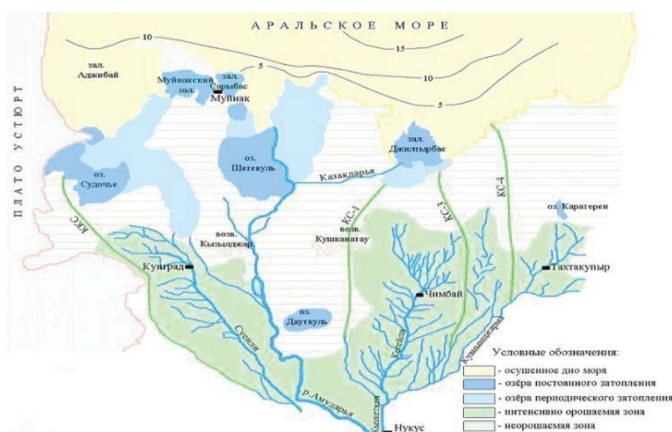 АРАЛЬСКОЕ МОРЕ
10
15
10
5
5
зал.
Аджибай
Муйнакский
зал.
зал.
Сарыбас
Муйнак
ПЛАТО УСТЮРТ
оз.
Судочье
оз.
Шегекуль
зал.
Джилтырбас
Казакдарья
КС-1
КС-3
КС-4
оз. Каратерен
ККС
возв.
Кызылджар
возв.
Кушканатау
Кунград
Тахтакупыр
Чимбай
оз.
Дауткуль
Суенли
Кегейли
Куанышджарма
р.Амударья
Нукус
Условные обозначения:
- осушенное дно моря
- озёра постоянного затопления
- озёра периодического затопления
- интенсивно орошаемая зона
- неорошаемая зона